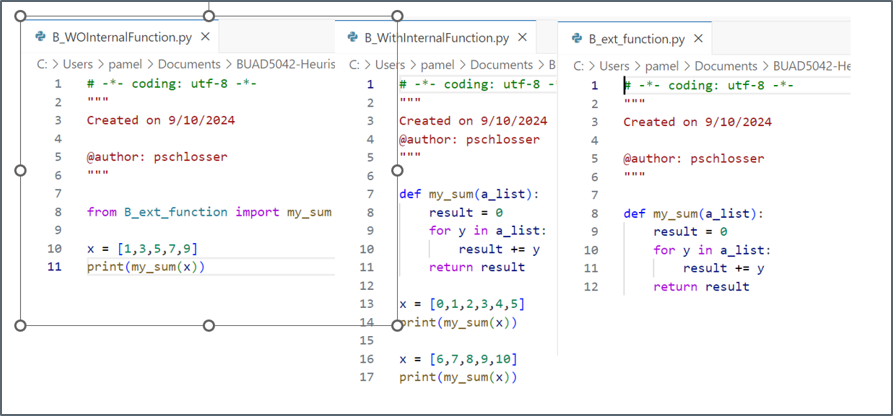 B_WOInternalFunction.py
C: > Users > pamel > Documents > BUAD5042-Heuris
1 # -*- coding: utf-8 -*-
2 """
3 Created on 9/10/2024
4
5 @author: pschlosser
6 """
7
8 from B_ext_function import my_sum
9
10 x = [1,3,5,7,9]
11 print(my_sum(x))
B_WithInternalFunction.py
C: > Users > pamel > Documents > B
1 # -*- coding: utf-8 -
2 """
3 Created on 9/10/2024
4 @author: pschlosser
5 """
6
7 def my_sum(a_list):
8 result = 0
9 for y in a_list:
10 result += y
11 return result
12
13 x = [0,1,2,3,4,5]
14 print(my_sum(x))
15
16 x = [6,7,8,9,10]
17 print(my_sum(x))
B_ext_function.py
C: > Users > pamel > Documents > BUAD5042-He
1 # -*- coding: utf-8 -*-
2 """
3 Created on 9/10/2024
4
5 @author: pschlosser
6 """
7
8 def my_sum(a_list):
9 result = 0
10 for y in a_list:
11 result += y
12 return result